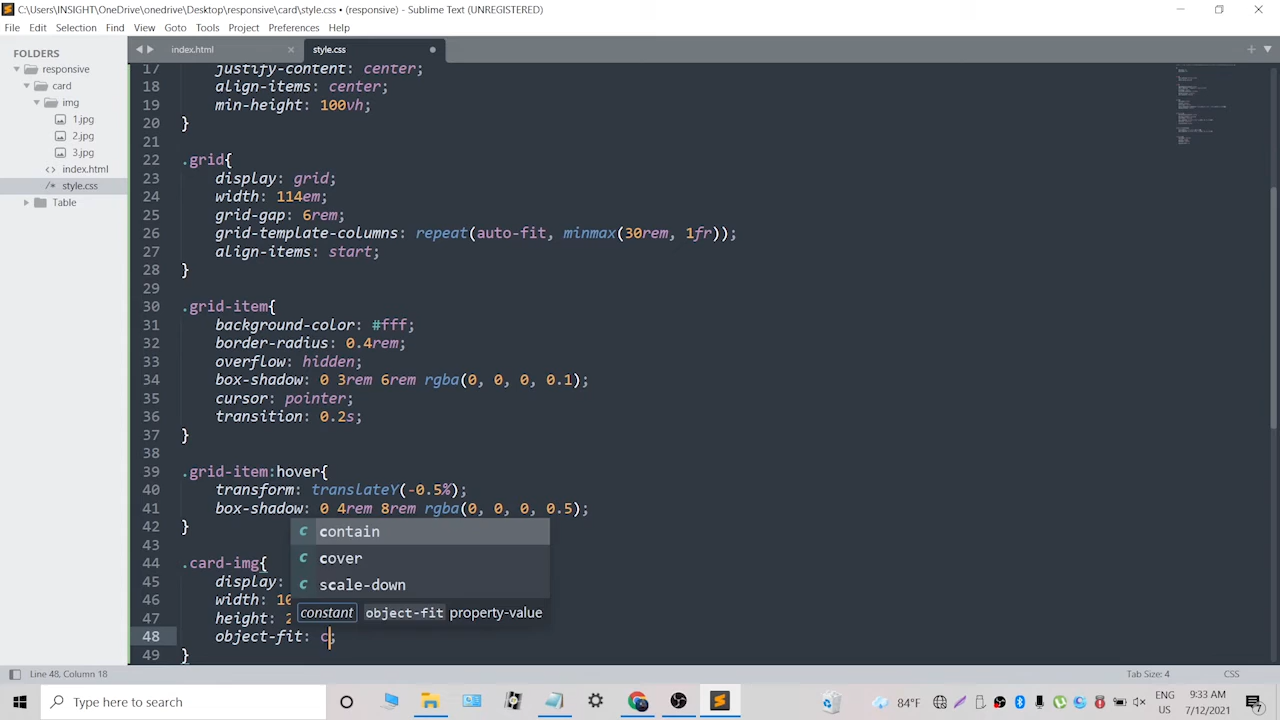 C:\Users\INSIGHT\OneDrive\onedrive\Desktop\responsive\card\style.css • (responsive) - Sublime Text (UNREGISTERED)
File Edit Selection Find View Goto Tools Project Preferences Help
FOLDERS
responsive
card
img
1.jpg
2.jpg
3.jpg
index.html
style.css
Table
index.html
style.css
17 justify-content: center;
18 align-items: center;
19 min-height: 100vh;
20 }
21
22 .grid{
23 display: grid;
24 width: 114em;
25 grid-gap: 6rem;
26 grid-template-columns: repeat(auto-fit, minmax(30rem, 1fr));
27 align-items: start;
28 }
29
30 .grid-item{
31 background-color: #fff;
32 border-radius: 0.4rem;
33 overflow: hidden;
34 box-shadow: 0 3rem 6rem rgba(0, 0, 0, 0.1);
35 cursor: pointer;
36 transition: 0.2s;
37 }
38
39 .grid-item:hover{
40 transform: translateY(-0.5%);
41 box-shadow: 0 4rem 8rem rgba(0, 0, 0, 0.5);
42 }
43
44 .card-img{
45 display:
46 width: 10
47 height: 2
48 object-fit: c;
49 }
c contain
c cover
c scale-down
constant object-fit property-value
Line 48, Column 18
Tab Size: 4
CSS
Type here to search
84°F
ENG
US
9:33 AM
7/12/2021
7